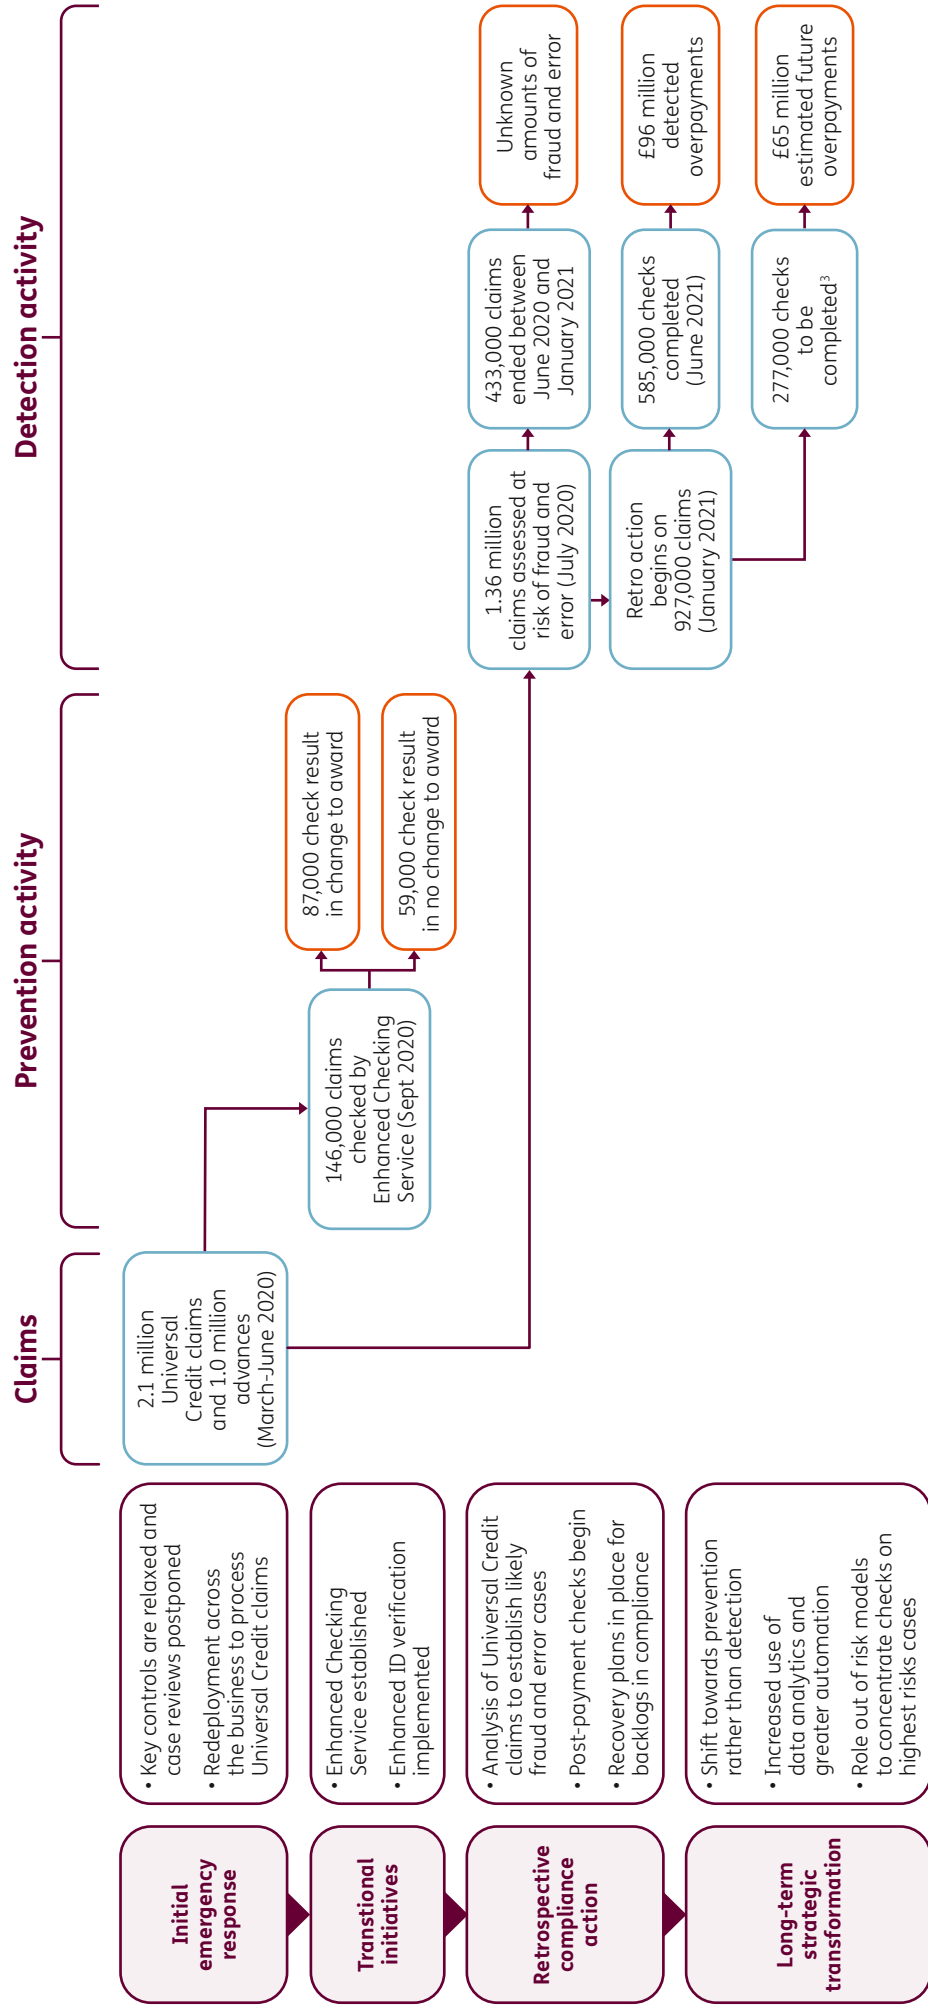 Claims
Prevention activity
Detection activity
Initial
emergency
response
• Key controls are relaxed and
case reviews postponed
• Redeployment across
the business to process
Universal Credit claims
2.1 million
Universal
Credit claims
and 1.0 million
advances
(March-June 2020)
Transtional
initiatives
• Enhanced Checking
Service established
• Enhanced ID verification
implemented
146,000 claims
checked by
Enhanced Checking
Service (Sept 2020)
87,000 check result
in change to award
59,000 check result
in no change to award
Retrospective
compliance
action
• Analysis of Universal Credit
claims to establish likely
fraud and error cases
• Post-payment checks begin
• Recovery plans in place for
backlogs in compliance
1.36 million
claims assessed at
risk of fraud and
error (July 2020)
433,000 claims
ended between
June 2020 and
January 2021
Unknown
amounts of
fraud and error
Retro action
begins on
927,000 claims
(January 2021)
585,000 checks
completed
(June 2021)
£96 million
detected
overpayments
277,000 checks
to be
completed³
£65 million
estimated future
overpayments
Long-term
strategic
transformation
• Shift towards prevention
rather than detection
• Increased use of
data analytics and
greater automation
• Role out of risk models
to concentrate checks on
highest risks cases